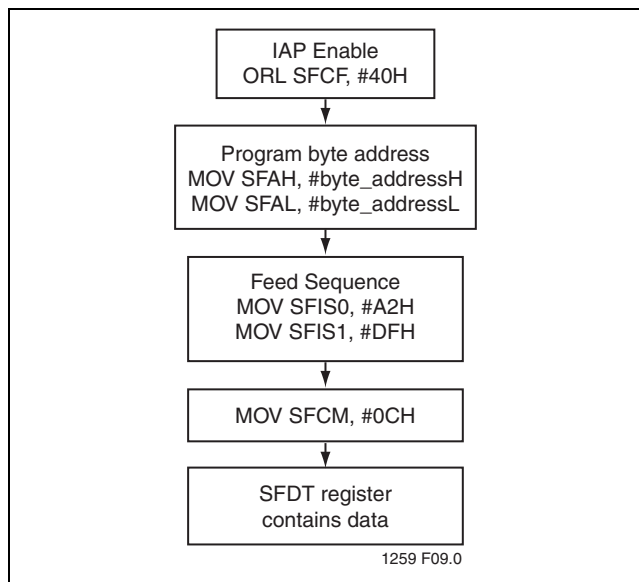 IAP Enable
ORL SFCF, #40H
Program byte address
MOV SFAH, #byte_addressH
MOV SFAL, #byte_addressL
Feed Sequence
MOV SFIS0, #A2H
MOV SFIS1, #DFH
MOV SFCM, #0CH
SFDT register
contains data
1259 F09.0